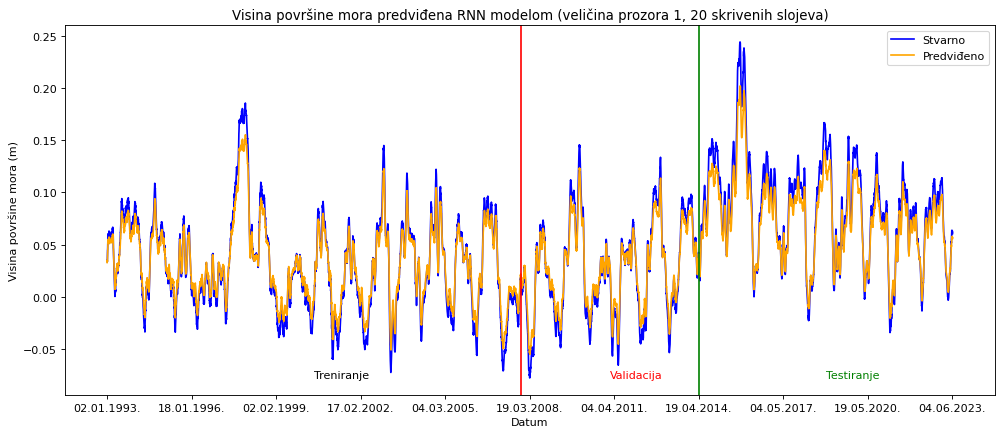 Visina površine mora predviđena RNN modelom (veličina prozora 1, 20 skrivenih slojeva)
Stvarno
Predviđeno
Visina površine mora (m)
0.25
0.20
0.15
0.10
0.05
0.00
−0.05
Treniranje
Validacija
Testiranje
02.01.1993.
18.01.1996.
02.02.1999.
17.02.2002.
04.03.2005.
19.03.2008.
04.04.2011.
19.04.2014.
04.05.2017.
19.05.2020.
04.06.2023.
Datum